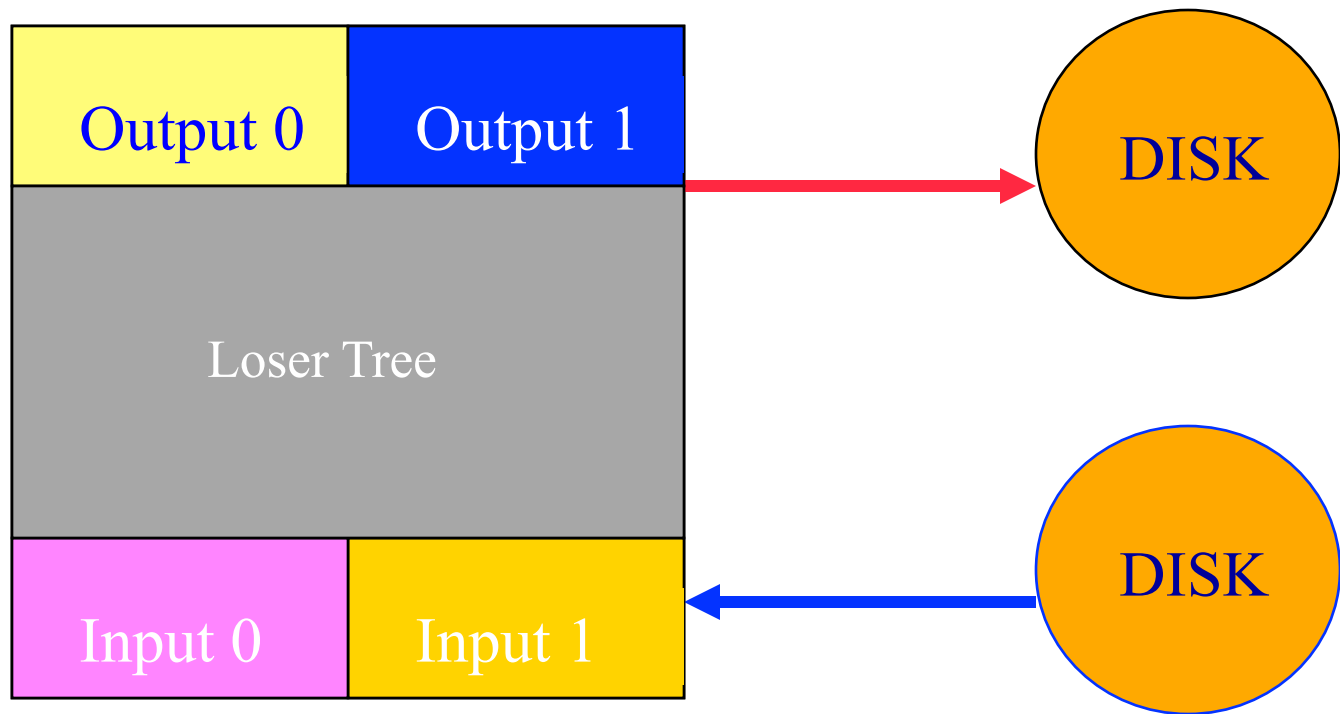 Output 0
Output 1
DISK
Loser Tree
DISK
Input 0
Input 1